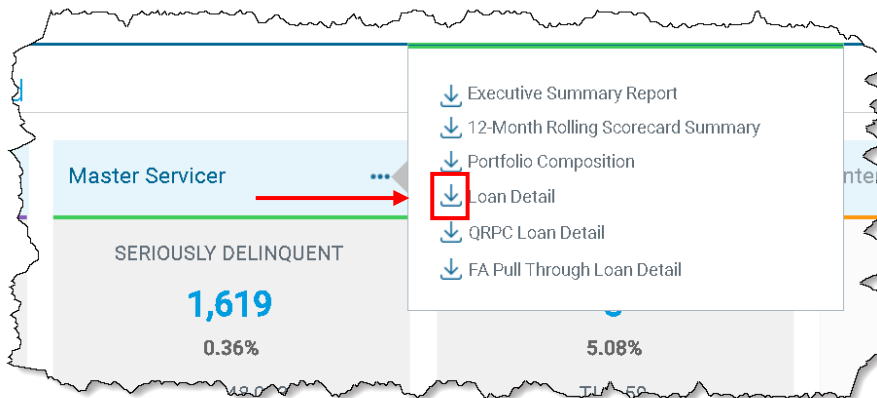 Executive Summary Report
12-Month Rolling Scorecard Summary
Portfolio Composition
Loan Detail
QRPC Loan Detail
FA Pull Through Loan Detail
Master Servicer
SERIOUSLY DELINQUENT
1,619
0.36%
5.08%